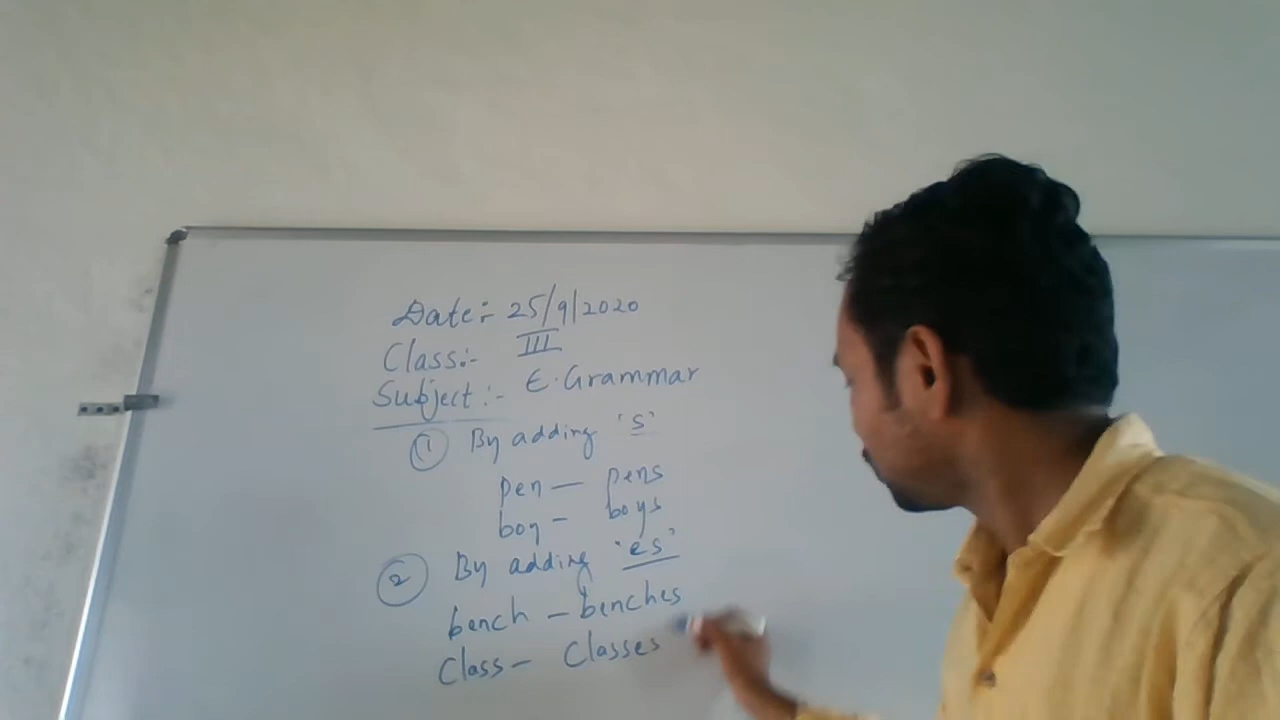 Date:- 25/9/2020
Class:- III
Subject:- E. Grammar
① By adding 's'
pen — pens
boy — boys
② By adding 'es'
bench — benches
Class — Classes